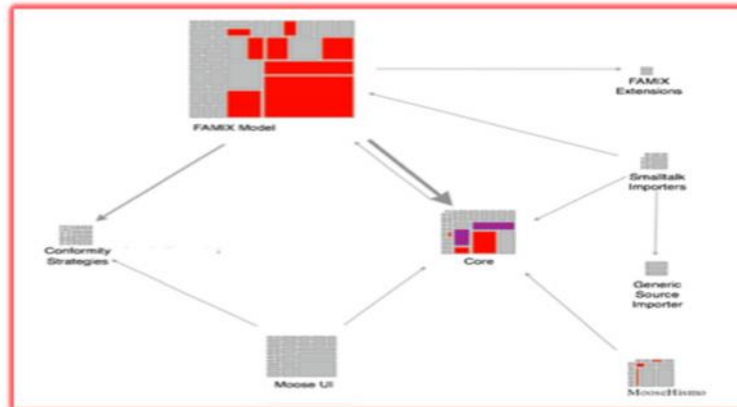 FAMIX Model
FAMIX
Extensions
Smalltalk
Importers
Conformity
Strategies
Core
Generic
Source
Importer
Moose UI
MooseHismo